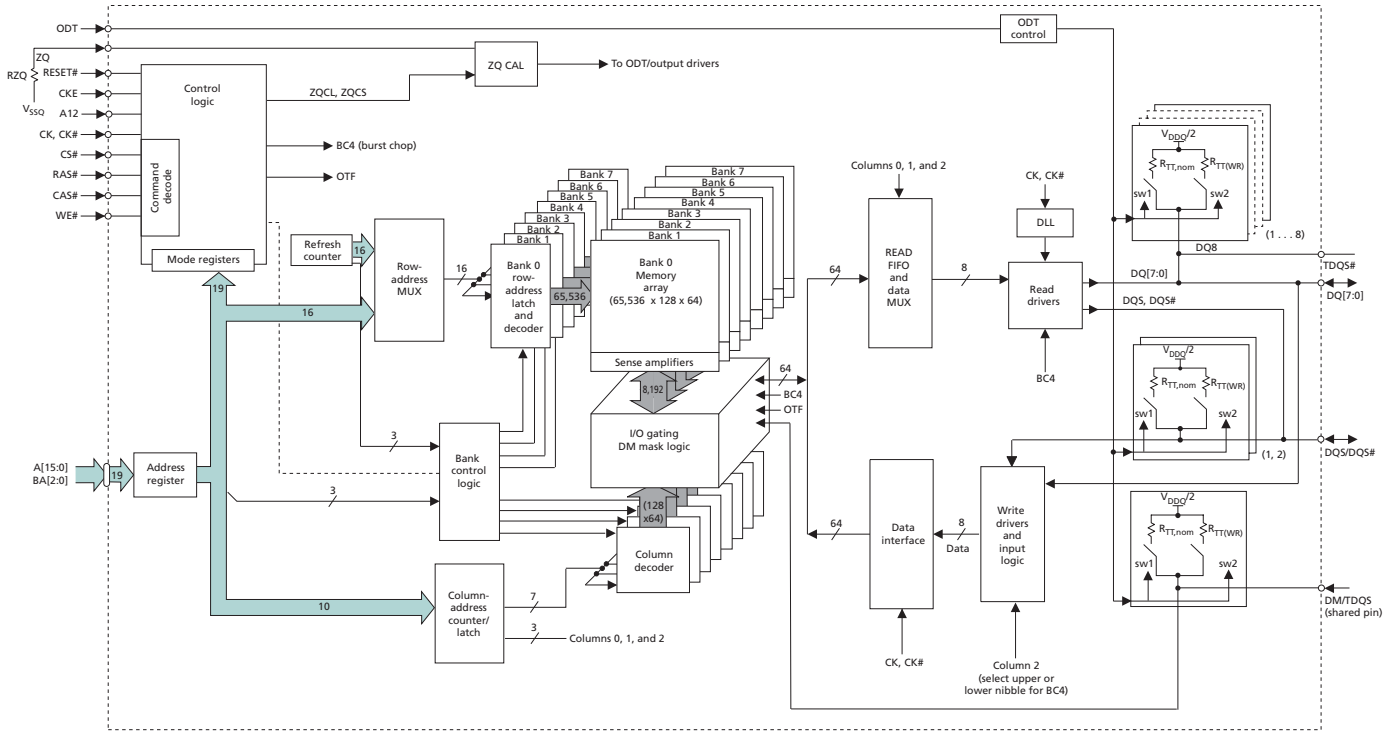 ODT
ODT
control
ZQ
RZQ
VSSQ
RESET#
CKE
A12
CK, CK#
CS#
RAS#
CAS#
WE#
Control
logic
Command
decode
Mode registers
ZQ CAL
To ODT/output drivers
ZQCL, ZQCS
BC4 (burst chop)
OTF
Refresh
counter
16
Row-
address
MUX
16
Bank 7
Bank 6
Bank 5
Bank 4
Bank 3
Bank 2
Bank 1
Bank 0
row-
address
latch
and
decoder
65,536
Bank 7
Bank 6
Bank 5
Bank 4
Bank 3
Bank 2
Bank 1
Bank 0
Memory
array
(65,536 x 128 x 64)
Sense amplifiers
8,192
I/O gating
DM mask logic
64
BC4
OTF
19
16
3
3
Bank
control
logic
A[15:0]
BA[2:0]
19
Address
register
10
Column-
address
counter/
latch
7
3
Columns 0, 1, and 2
(128
x64)
Column
decoder
Columns 0, 1, and 2
64
READ
FIFO
and
data
MUX
8
CK, CK#
DLL
Read
drivers
BC4
DQ8
TDQS#
DQ[7:0]
DQ[7:0]
DQS, DQS#
VDDQ/2
RTT,nom
RTT(WR)
sw1
sw2
(1 . . . 8)
VDDQ/2
RTT,nom
RTT(WR)
sw1
sw2
(1, 2)
DQS/DQS#
VDDQ/2
RTT,nom
RTT(WR)
sw1
sw2
DM/TDQS
(shared pin)
64
Data
interface
8
Data
Write
drivers
and
input
logic
CK, CK#
Column 2
(select upper or
lower nibble for BC4)